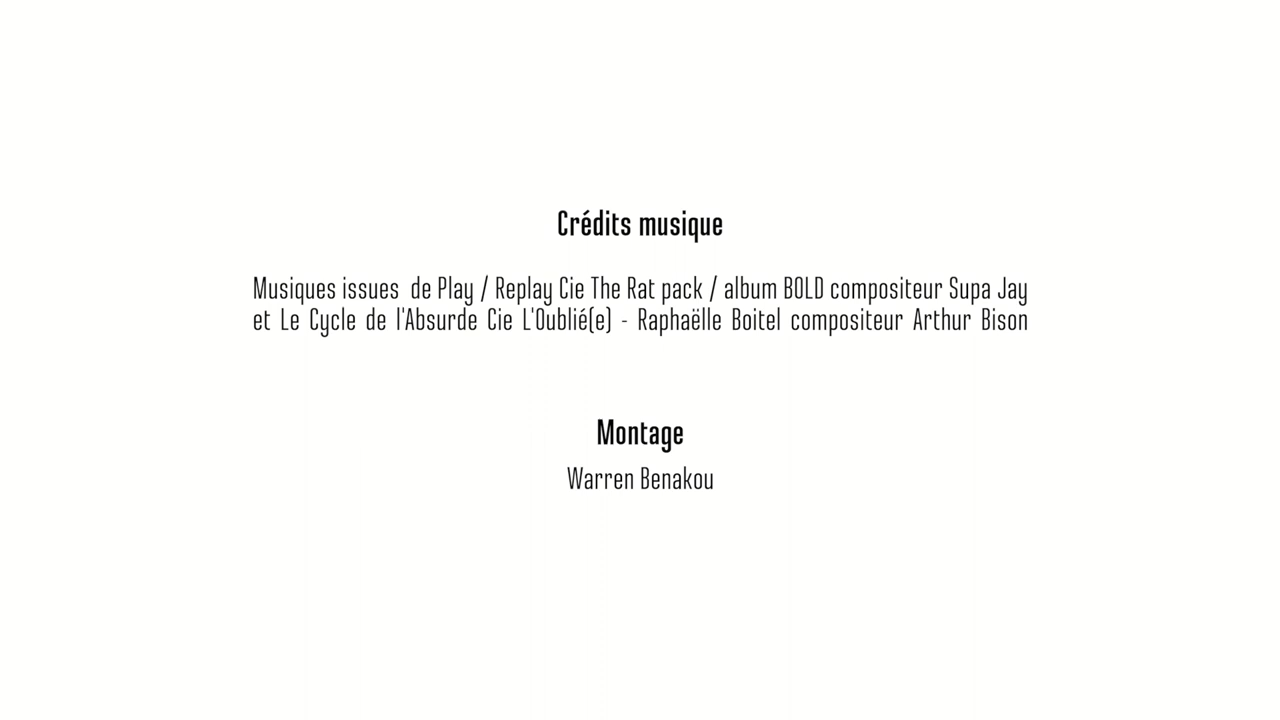 Crédits musique
Musiques issues  de Play / Replay Cie The Rat pack / album BOLD compositeur Supa Jay
et Le Cycle de l'Absurde Cie L'Oublié(e) - Raphaëlle Boitel compositeur Arthur Bison
Montage
Warren Benakou